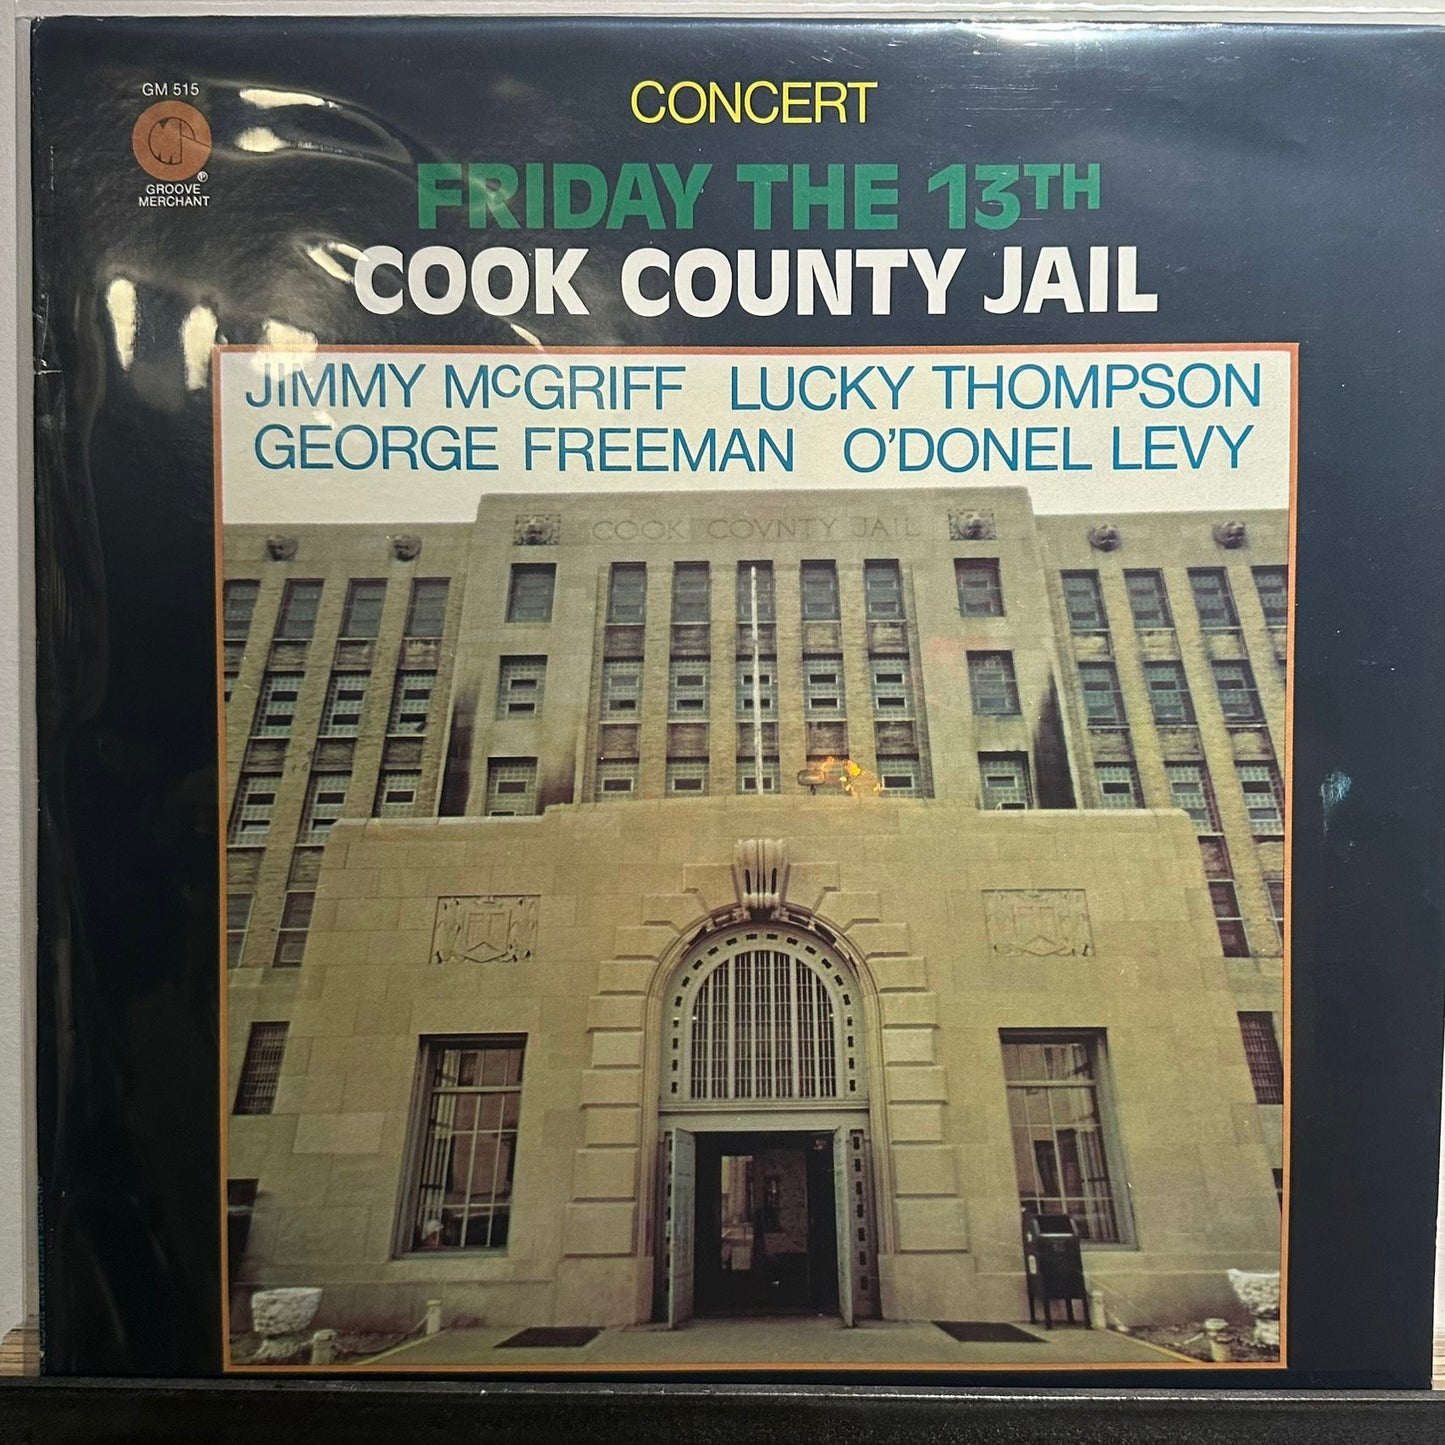 GM 515
GROOVE
MERCHANT
CONCERT
FRIDAY THE 13TH
COOK COUNTY JAIL
JIMMY McGRIFF LUCKY THOMPSON
GEORGE FREEMAN O'DONEL LEVY
COOK COVNTY JAIL